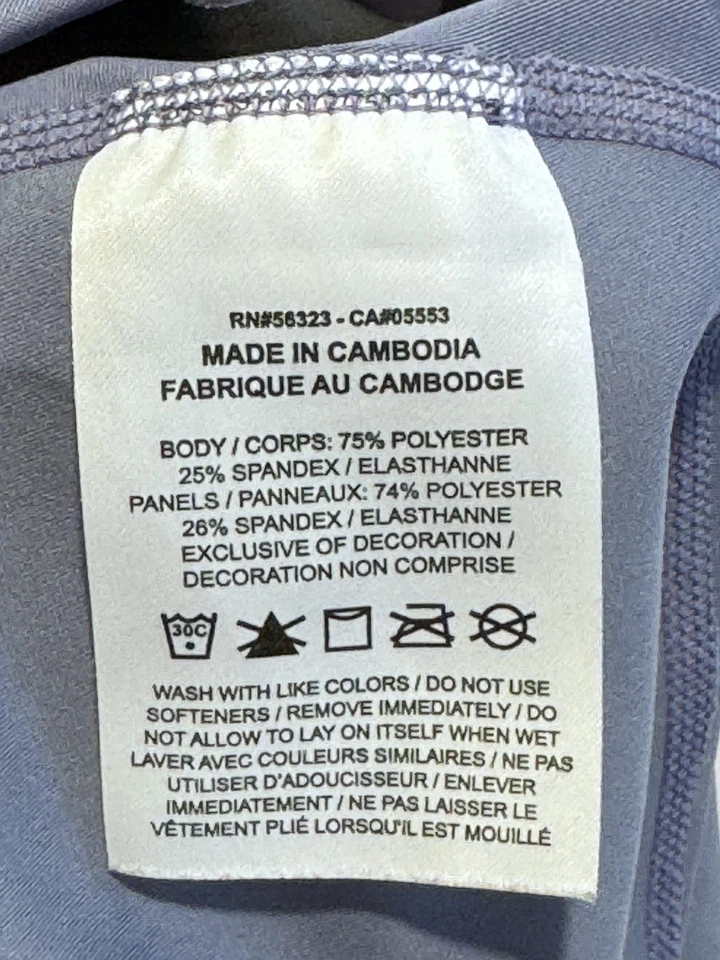 RN#56323 - CA#05553
MADE IN CAMBODIA
FABRIQUE AU CAMBODGE
BODY / CORPS: 75% POLYESTER
25% SPANDEX / ELASTHANNE
PANELS / PANNEAUX: 74% POLYESTER
26% SPANDEX / ELASTHANNE
EXCLUSIVE OF DECORATION /
DECORATION NON COMPRISE
30C
WASH WITH LIKE COLORS / DO NOT USE
SOFTENERS / REMOVE IMMEDIATELY / DO
NOT ALLOW TO LAY ON ITSELF WHEN WET
LAVER AVEC COULEURS SIMILAIRES / NE PAS
UTILISER D'ADOUCISSEUR / ENLEVER
IMMEDIATEMENT / NE PAS LAISSER LE
VÊTEMENT PLIÉ LORSQU'IL EST MOUILLÉ